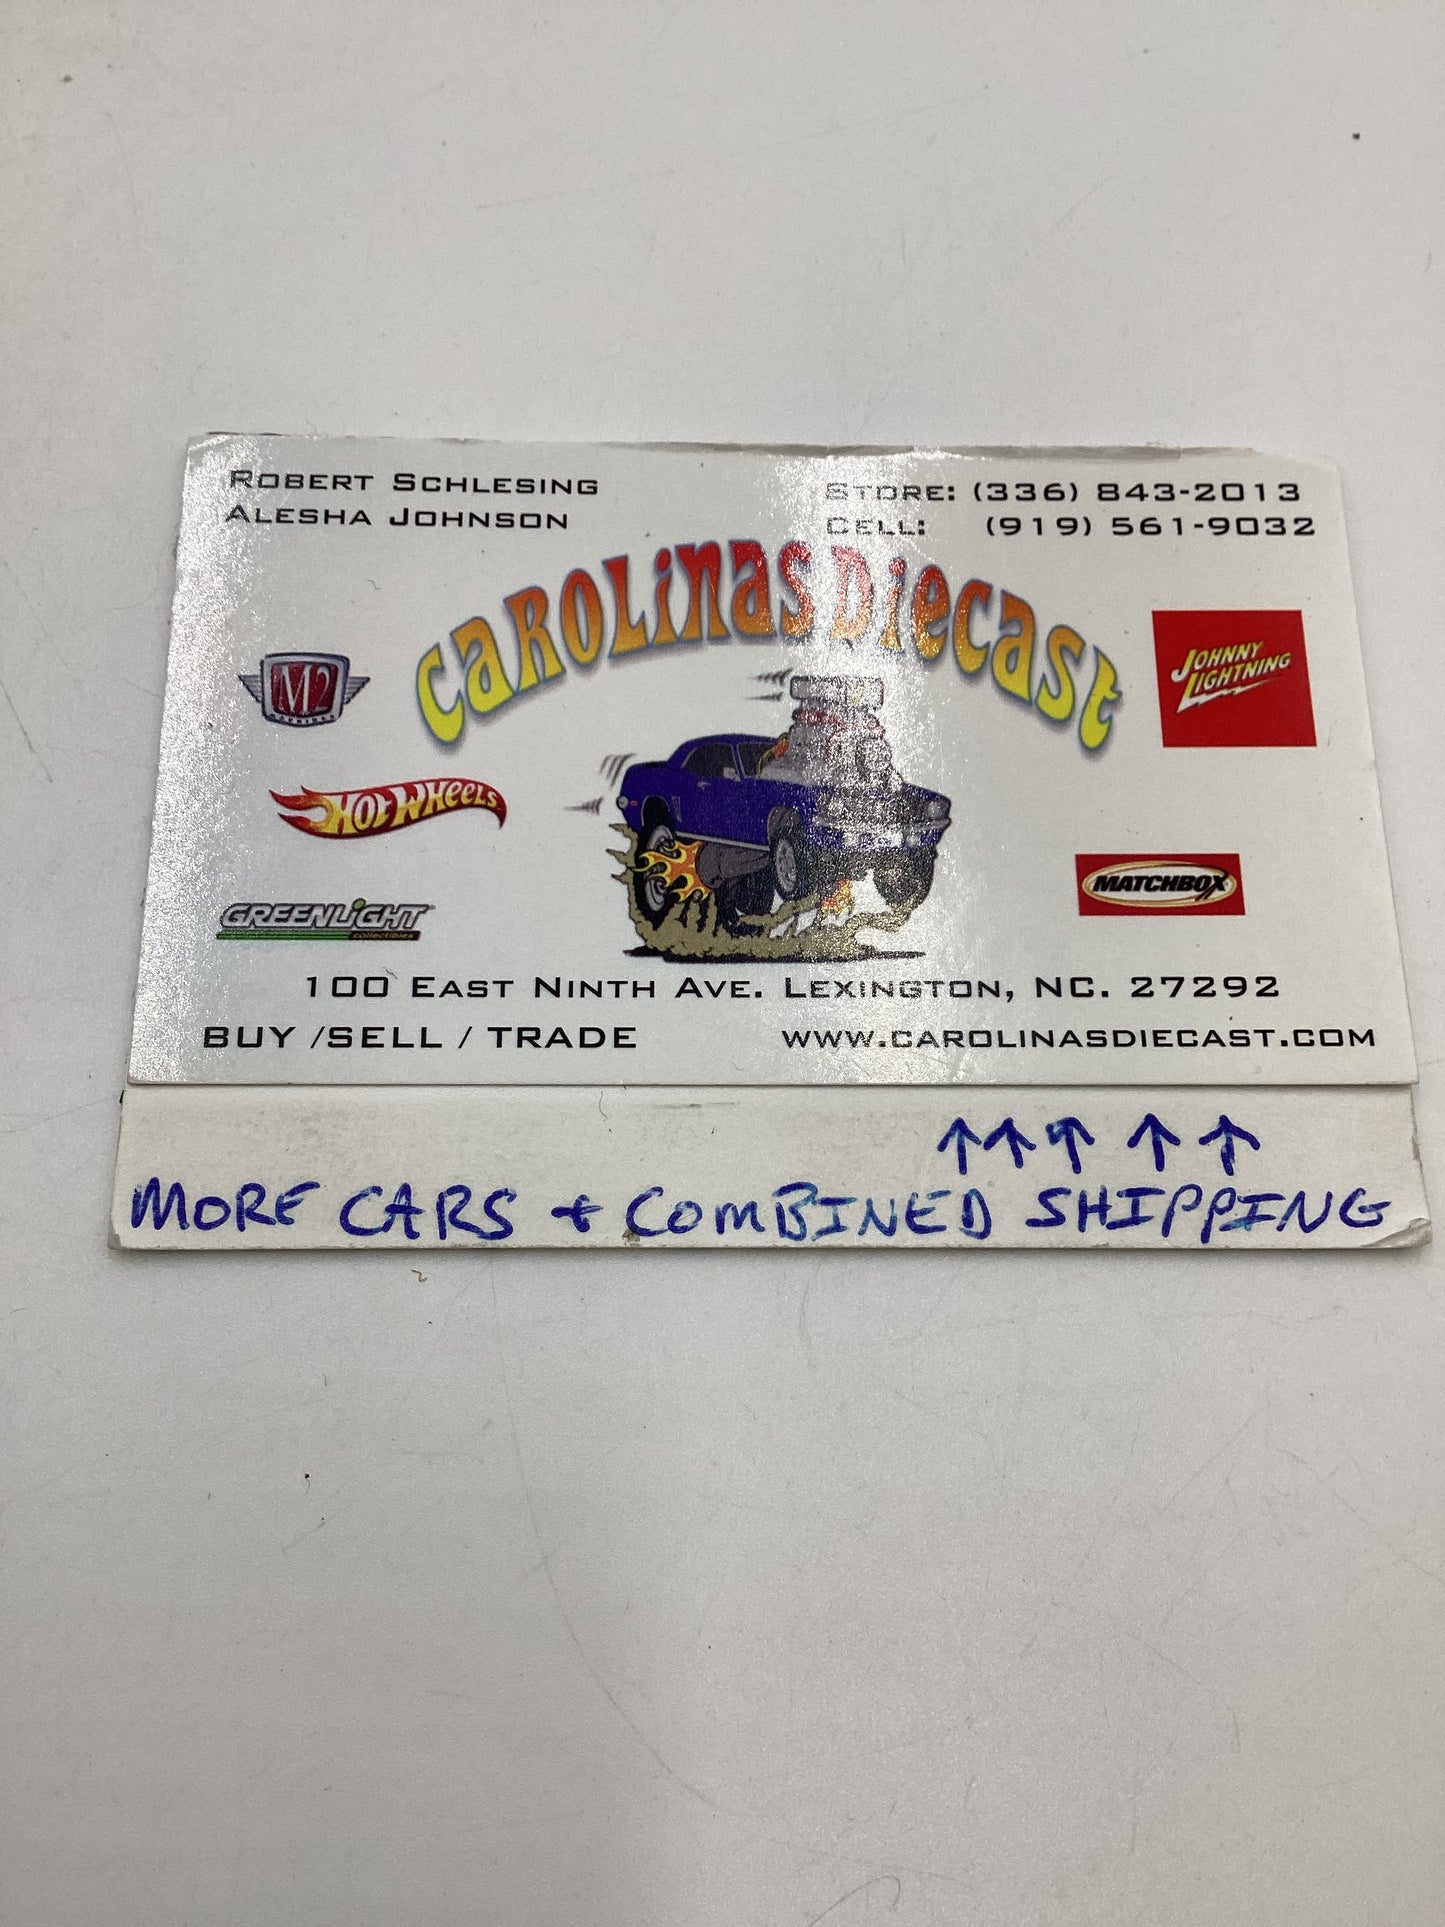 ROBERT SCHLESING
ALESHA JOHNSON
STORE: (336) 843-2013
CELL: (919) 561-9032
CAROLINAS DIECAST
M2
MACHINES
JOHNNY
LIGHTNING
HOT WHEELS
MATCHBOX
GREENLIGHT
collectibles
100 EAST NINTH AVE. LEXINGTON, NC. 27292
BUY /SELL / TRADE
WWW.CAROLINASDIECAST.COM
↑ ↑ ↑ ↑ ↑
MORE CARS + COMBINED SHIPPING